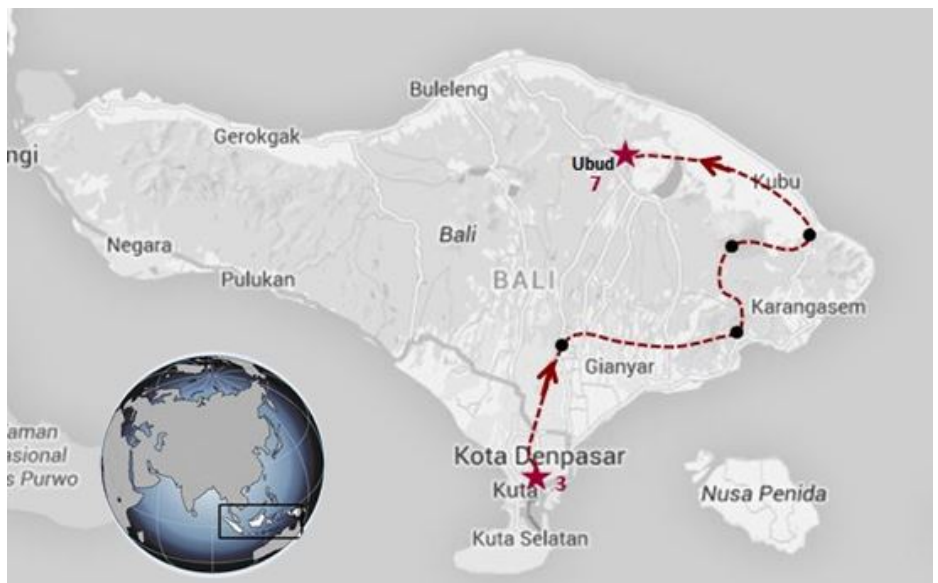 Buleleng
Gerokgak
ngi
Ubud
7
Kubu
Bali
Negara
BALI
Pulukan
Karangasem
Gianyar
aman
asional
s Purwo
Kota Denpasar
Kuta
3
Nusa Penida
Kuta Selatan